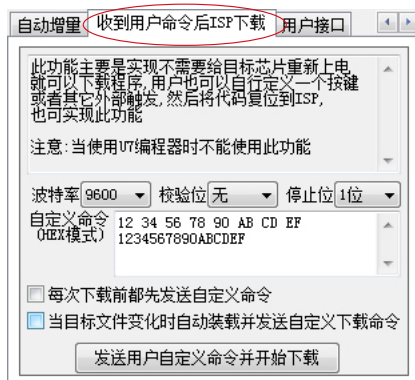 自动增量 收到用户命令后ISP下载 用户接口
此功能主要是实现不需要给目标芯片重新上电
就可以下载程序,用户也可以自行定义一个按键
或者其它外部触发,然后将代码复位到ISP,
也可实现此功能
注意:当使用U7编程器时不能使用此功能
波特率 9600 校验位 无 停止位 1位
自定义命令 12 34 56 78 90 AB CD EF
(HEX模式) 1234567890ABCDEF
每次下载前都先发送自定义命令
当目标文件变化时自动装载并发送自定义下载命令
发送用户自定义命令并开始下载